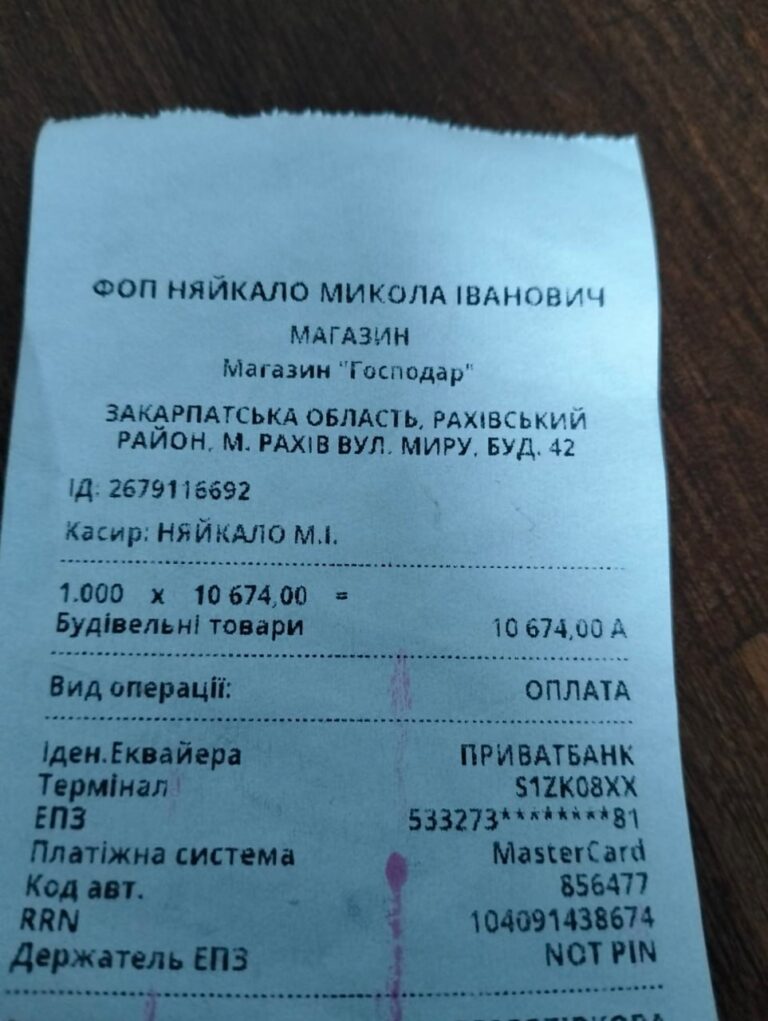 ФОП НЯЙКАЛО МИКОЛА ІВАНОВИЧ
МАГАЗИН
Магазин "Господар"
ЗАКАРПАТСЬКА ОБЛАСТЬ, РАХІВСЬКИЙ
РАЙОН, М. РАХІВ ВУЛ. МИРУ, БУД. 42
ІД: 2679116692
Касир: НЯЙКАЛО М.І.
1.000 x 10 674,00 =
Будівельні товари 10 674,00 А
Вид операції: ОПЛАТА
Іден.Еквайера ПРИВАТБАНК
Термінал S1ZK08XX
ЕПЗ 533273********81
Платіжна система MasterCard
Код авт. 856477
RRN 104091438674
Держатель ЕПЗ NOT PIN